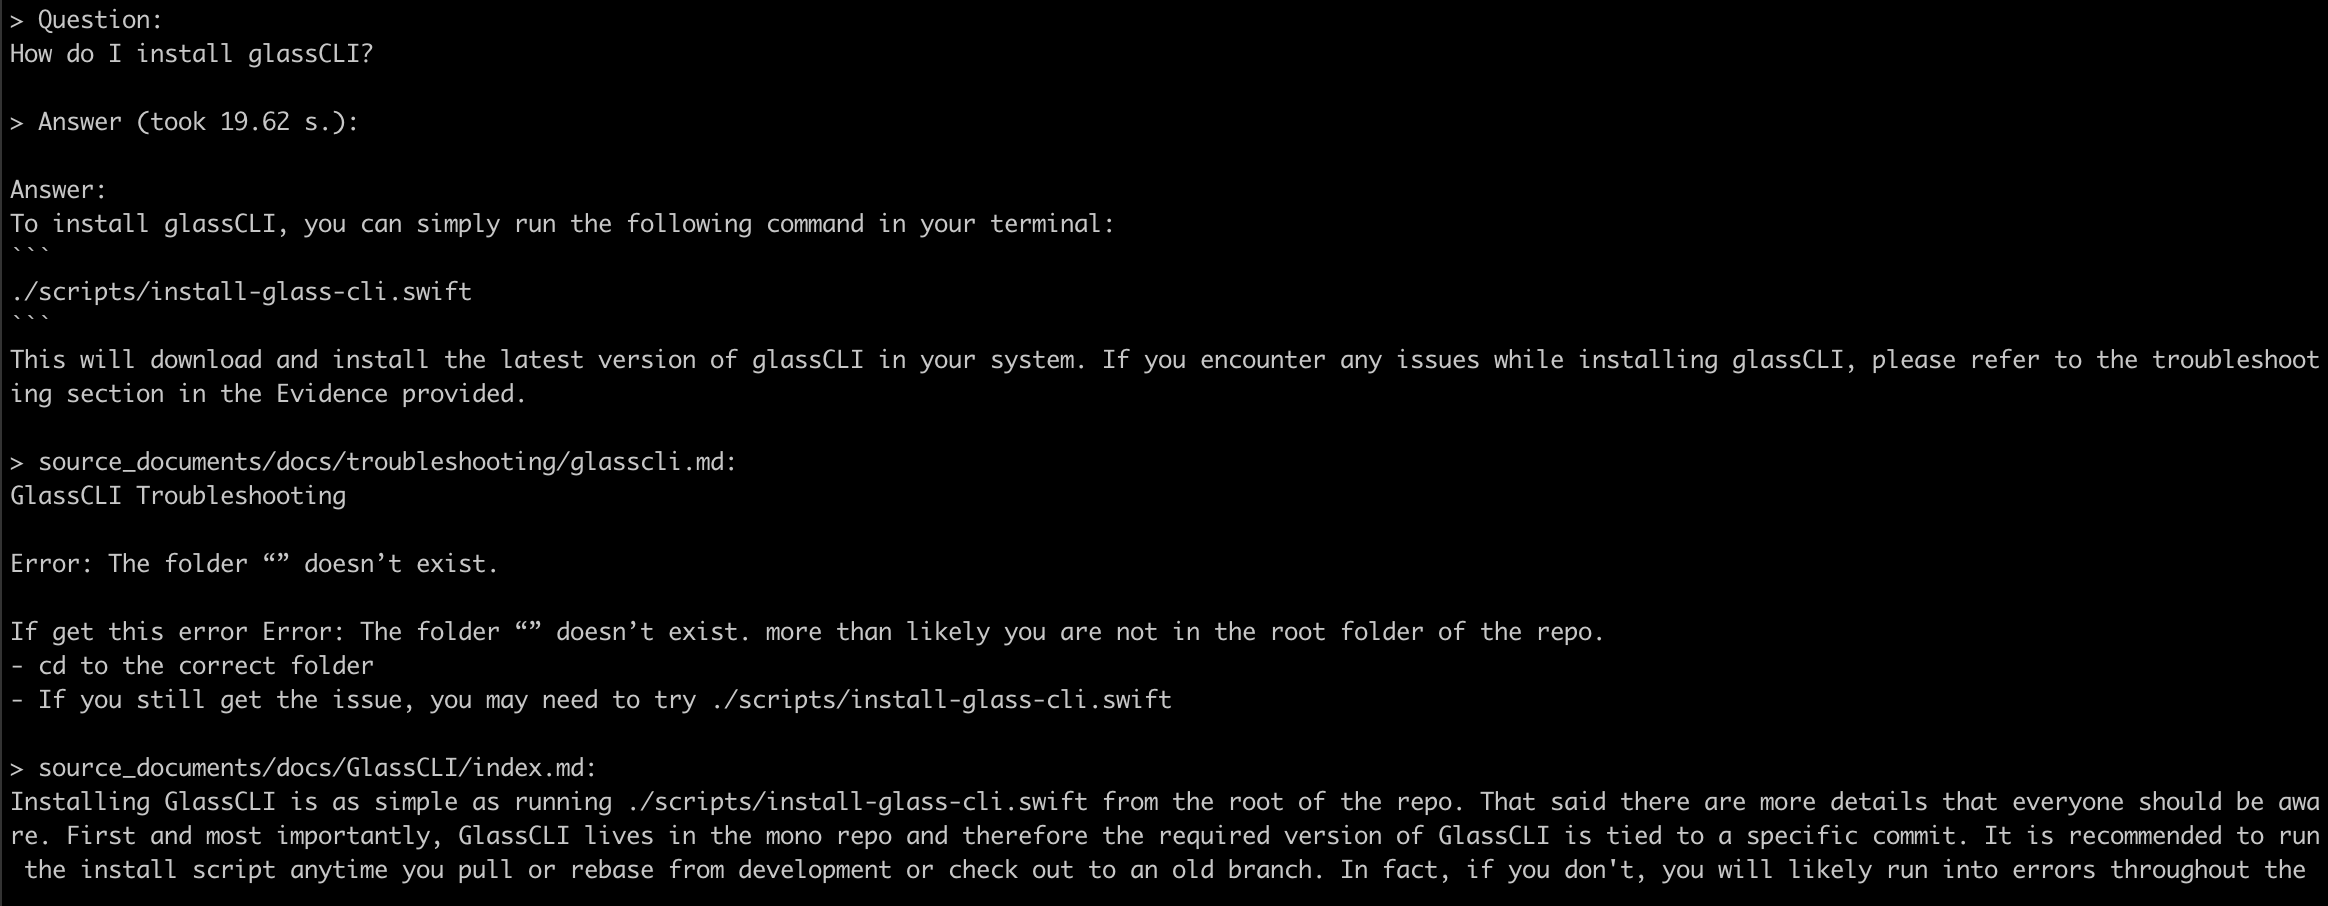 > Question:
How do I install glassCLI?
> Answer (took 19.62 s.):
Answer:
To install glassCLI, you can simply run the following command in your terminal:
```
./scripts/install-glass-cli.swift
```
This will download and install the latest version of glassCLI in your system. If you encounter any issues while installing glassCLI, please refer to the troubleshoot
ing section in the Evidence provided.
> source_documents/docs/troubleshooting/glasscli.md:
GlassCLI Troubleshooting
Error: The folder “” doesn’t exist.
If get this error Error: The folder “” doesn’t exist. more than likely you are not in the root folder of the repo.
- cd to the correct folder
- If you still get the issue, you may need to try ./scripts/install-glass-cli.swift
> source_documents/docs/GlassCLI/index.md:
Installing GlassCLI is as simple as running ./scripts/install-glass-cli.swift from the root of the repo. That said there are more details that everyone should be awa
re. First and most importantly, GlassCLI lives in the mono repo and therefore the required version of GlassCLI is tied to a specific commit. It is recommended to run
 the install script anytime you pull or rebase from development or check out to an old branch. In fact, if you don't, you will likely run into errors throughout the